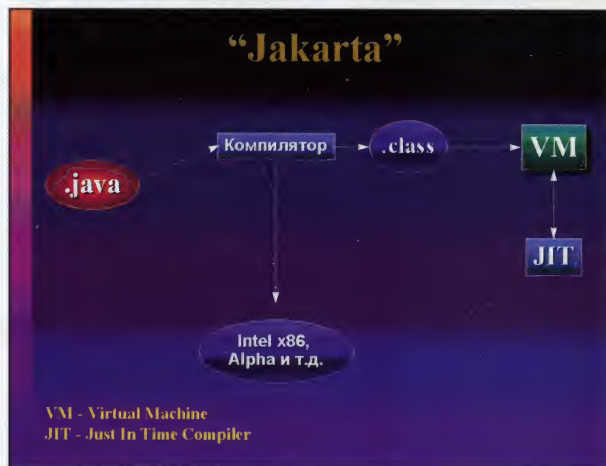 “Jakarta”
.java
Компилятор
.class
VM
JIT
Intel x86,
Alpha и т.д.
VM - Virtual Machine
JIT - Just In Time Compiler